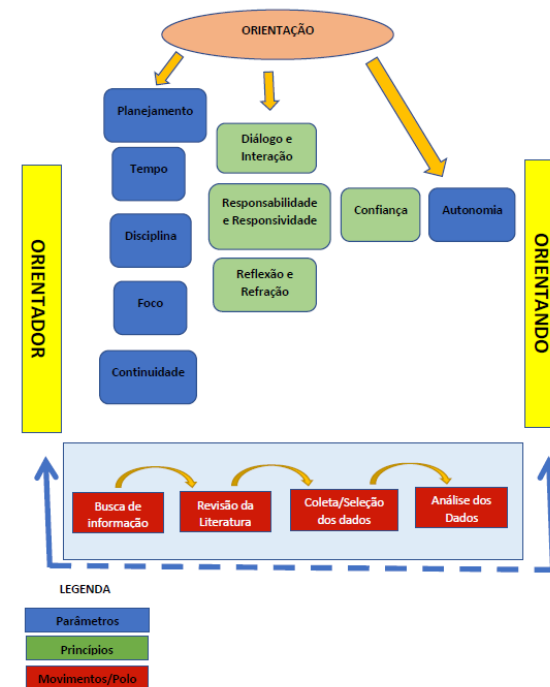 ORIENTAÇÃO
Planejamento
Tempo
Disciplina
Foco
Continuidade
Diálogo e
Interação
Responsabilidade
e Responsividade
Reflexão e
Refração
Confiança
Autonomia
ORIENTADOR
ORIENTANDO
Busca de
informação
Revisão da
Literatura
Coleta/Seleção
dos dados
Análise dos
Dados
LEGENDA
Parâmetros
Princípios
Movimentos/Polo